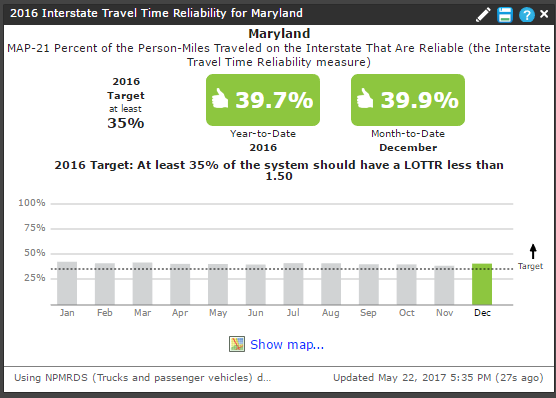 2016 Interstate Travel Time Reliability for Maryland
Maryland
MAP-21 Percent of the Person-Miles Traveled on the Interstate That Are Reliable (the Interstate
Travel Time Reliability measure)
2016
Target
at least
35%
39.7%
Year-to-Date
2016
39.9%
Month-to-Date
December
2016 Target: At least 35% of the system should have a LOTTR less than
1.50
100%
75%
50%
25%
Target
Jan Feb Mar Apr May Jun Jul Aug Sep Oct Nov Dec
Show map...
Using NPMRDS (Trucks and passenger vehicles) d...
Updated May 22, 2017 5:35 PM (27s ago)